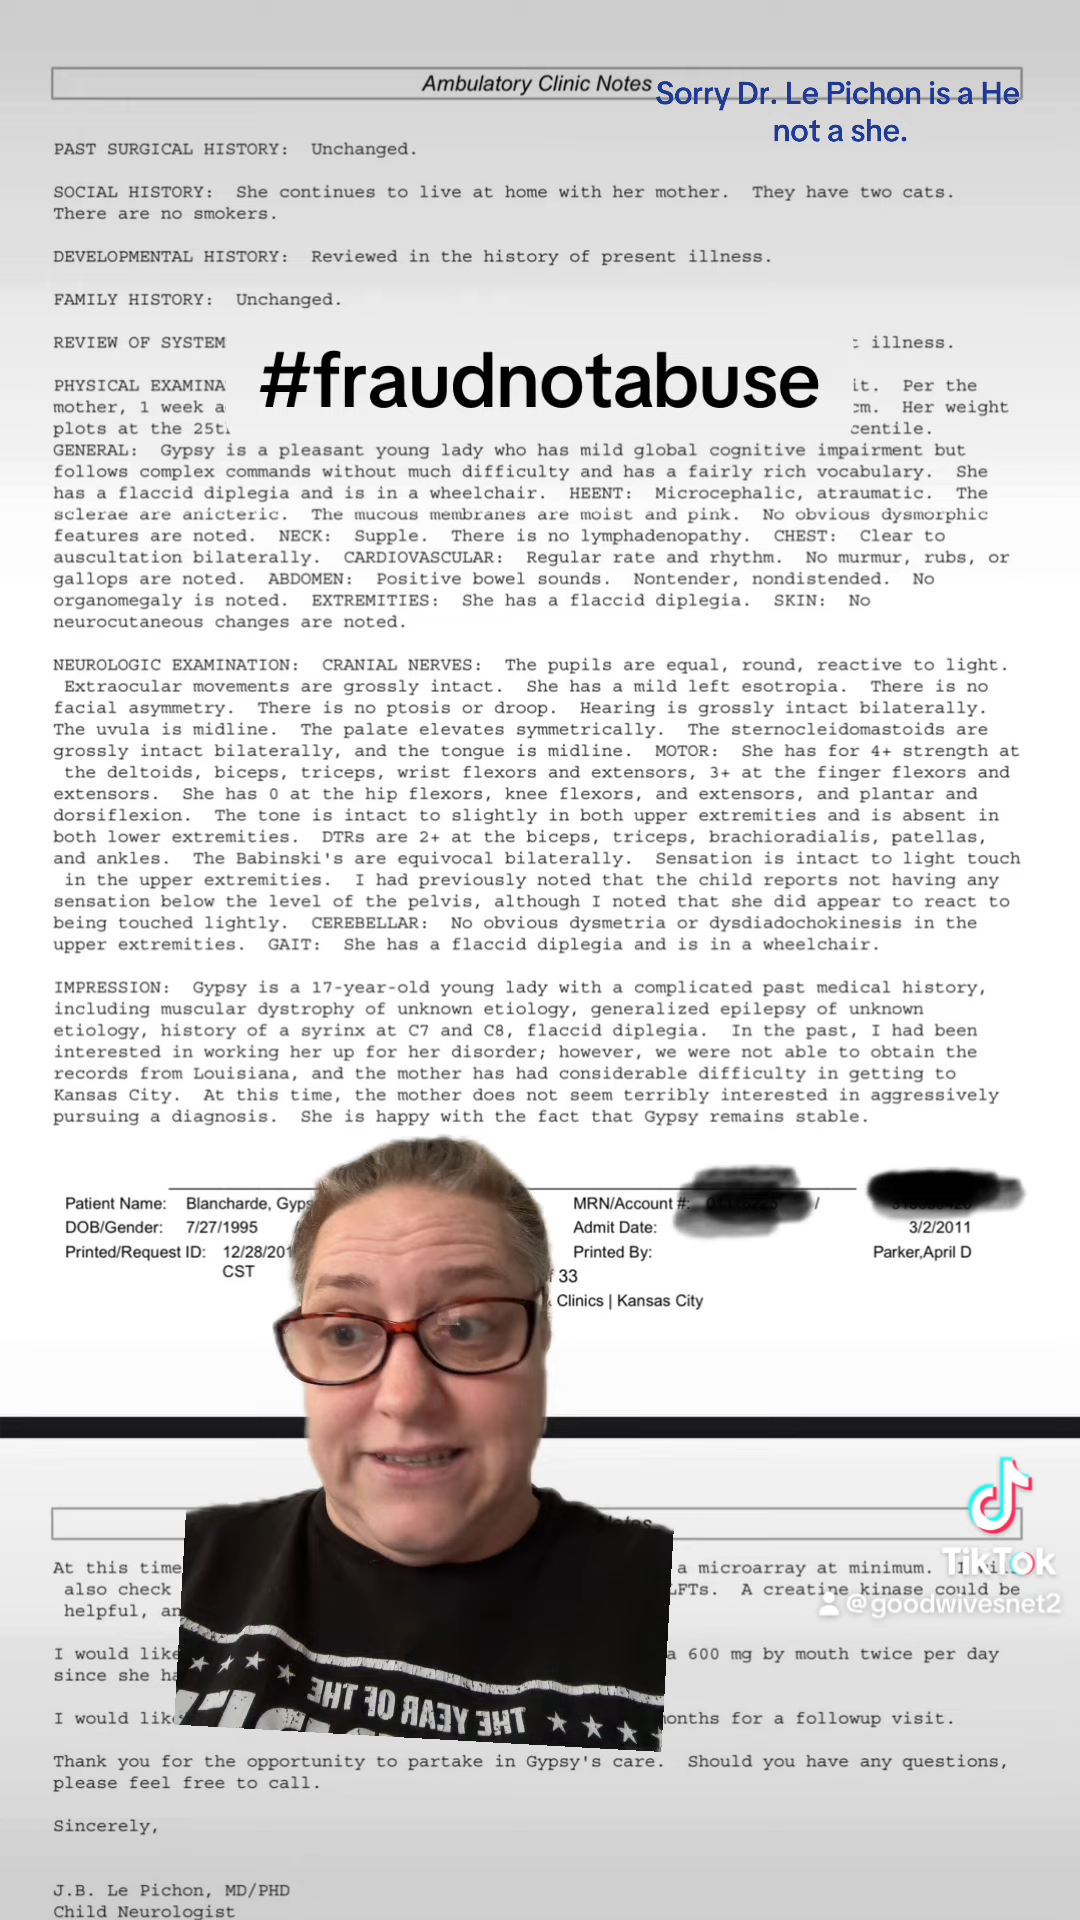 Ambulatory Clinic Notes
Sorry Dr. Le Pichon is a He
not a she.
PAST SURGICAL HISTORY: Unchanged.
SOCIAL HISTORY: She continues to live at home with her mother. They have two cats.
There are no smokers.
DEVELOPMENTAL HISTORY: Reviewed in the history of present illness.
FAMILY HISTORY: Unchanged.
REVIEW OF SYSTEM illness.
#fraudnotabuse
PHYSICAL EXAMINA it. Per the
mother, 1 week a cm. Her weight
plots at the 25t centile.
GENERAL: Gypsy is a pleasant young lady who has mild global cognitive impairment but
follows complex commands without much difficulty and has a fairly rich vocabulary. She
has a flaccid diplegia and is in a wheelchair. HEENT: Microcephalic, atraumatic. The
sclerae are anicteric. The mucous membranes are moist and pink. No obvious dysmorphic
features are noted. NECK: Supple. There is no lymphadenopathy. CHEST: Clear to
auscultation bilaterally. CARDIOVASCULAR: Regular rate and rhythm. No murmur, rubs, or
gallops are noted. ABDOMEN: Positive bowel sounds. Nontender, nondistended. No
organomegaly is noted. EXTREMITIES: She has a flaccid diplegia. SKIN: No
neurocutaneous changes are noted.
NEUROLOGIC EXAMINATION: CRANIAL NERVES: The pupils are equal, round, reactive to light.
Extraocular movements are grossly intact. She has a mild left esotropia. There is no
facial asymmetry. There is no ptosis or droop. Hearing is grossly intact bilaterally.
The uvula is midline. The palate elevates symmetrically. The sternocleidomastoids are
grossly intact bilaterally, and the tongue is midline. MOTOR: She has for 4+ strength at
the deltoids, biceps, triceps, wrist flexors and extensors, 3+ at the finger flexors and
extensors. She has 0 at the hip flexors, knee flexors, and extensors, and plantar and
dorsiflexion. The tone is intact to slightly in both upper extremities and is absent in
both lower extremities. DTRs are 2+ at the biceps, triceps, brachioradialis, patellas,
and ankles. The Babinski's are equivocal bilaterally. Sensation is intact to light touch
in the upper extremities. I had previously noted that the child reports not having any
sensation below the level of the pelvis, although I noted that she did appear to react to
being touched lightly. CEREBELLAR: No obvious dysmetria or dysdiadochokinesis in the
upper extremities. GAIT: She has a flaccid diplegia and is in a wheelchair.
IMPRESSION: Gypsy is a 17-year-old young lady with a complicated past medical history,
including muscular dystrophy of unknown etiology, generalized epilepsy of unknown
etiology, history of a syrinx at C7 and C8, flaccid diplegia. In the past, I had been
interested in working her up for her disorder; however, we were not able to obtain the
records from Louisiana, and the mother has had considerable difficulty in getting to
Kansas City. At this time, the mother does not seem terribly interested in aggressively
pursuing a diagnosis. She is happy with the fact that Gypsy remains stable.
Patient Name: Blancharde, Gyps MRN/Account #: /
DOB/Gender: 7/27/1995 Admit Date: 3/2/2011
Printed/Request ID: 12/28/201 Printed By: Parker,April D
CST
33
Clinics | Kansas City
Notes
At this time a microarray at minimum.
also check LFTs. A creatine kinase could be
helpful, an
I would like 600 mg by mouth twice per day
since she ha
I would lik months for a followup visit.
Thank you for the opportunity to partake in Gypsy's care. Should you have any questions,
please feel free to call.
Sincerely,
J.B. Le Pichon, MD/PHD
Child Neurologist
THE YEAR OF THE
TikTok
@goodwivesnet2